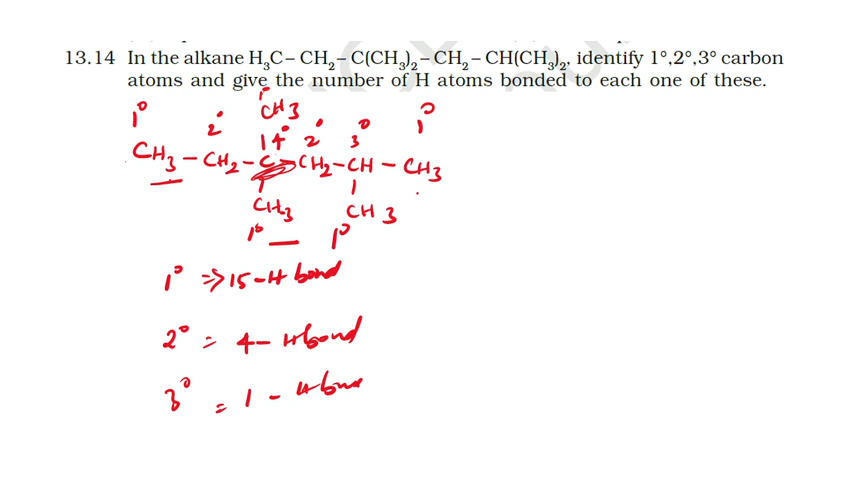 13.14 In the alkane H₃C – CH₂ – C(CH₃)₂ – CH₂ – CH(CH₃)₂, identify 1°,2°,3° carbon
atoms and give the number of H atoms bonded to each one of these.
1° 2° 1° CH3 4° 2° 3° 1°
CH3 – CH2 – C – CH2 – CH – CH3
CH3 CH3
1° 1°
1° => 15 – H bond
2° = 4 – H bond
3° = 1 – H bond